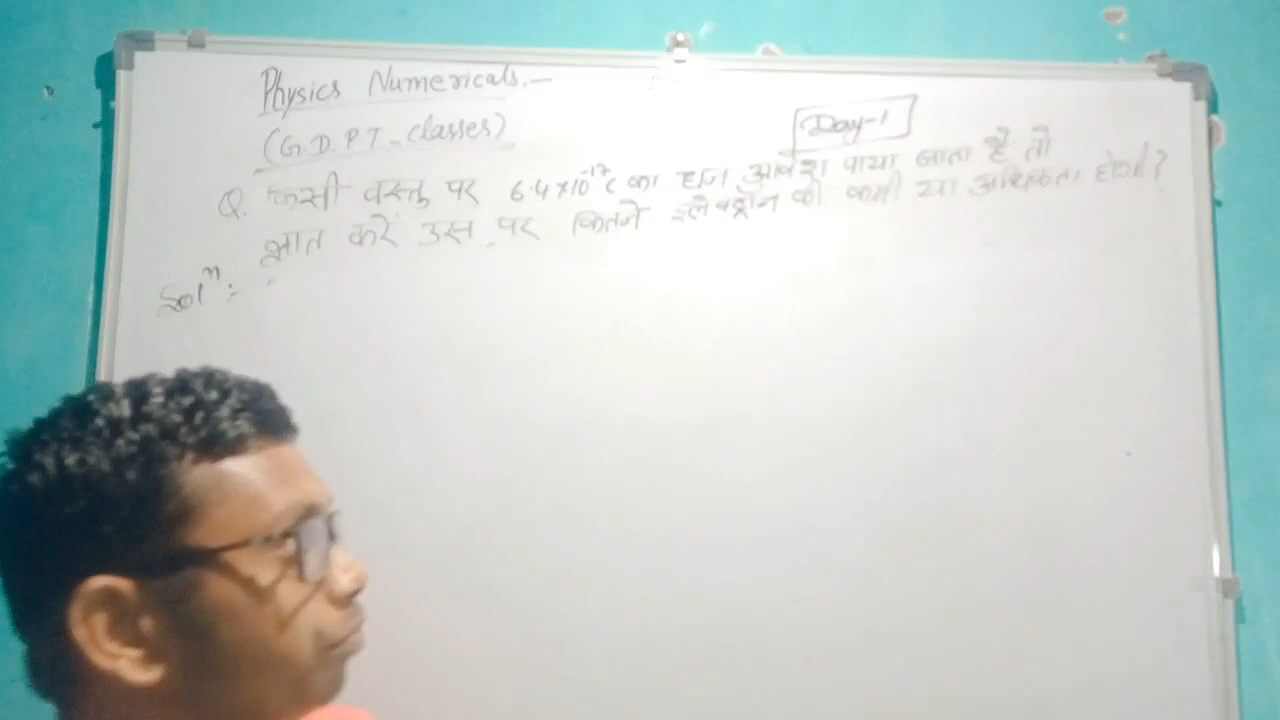 Physics Numericals:-
(G.D.P.T-classes)
Day-1
Q. किसी वस्तु पर 6.4×10⁻¹⁷C का धन आवेश पाया जाता है तो
ज्ञात करें उस पर कितने इलेक्ट्रॉन की कमी या अधिकता होगी?
Solⁿ:-